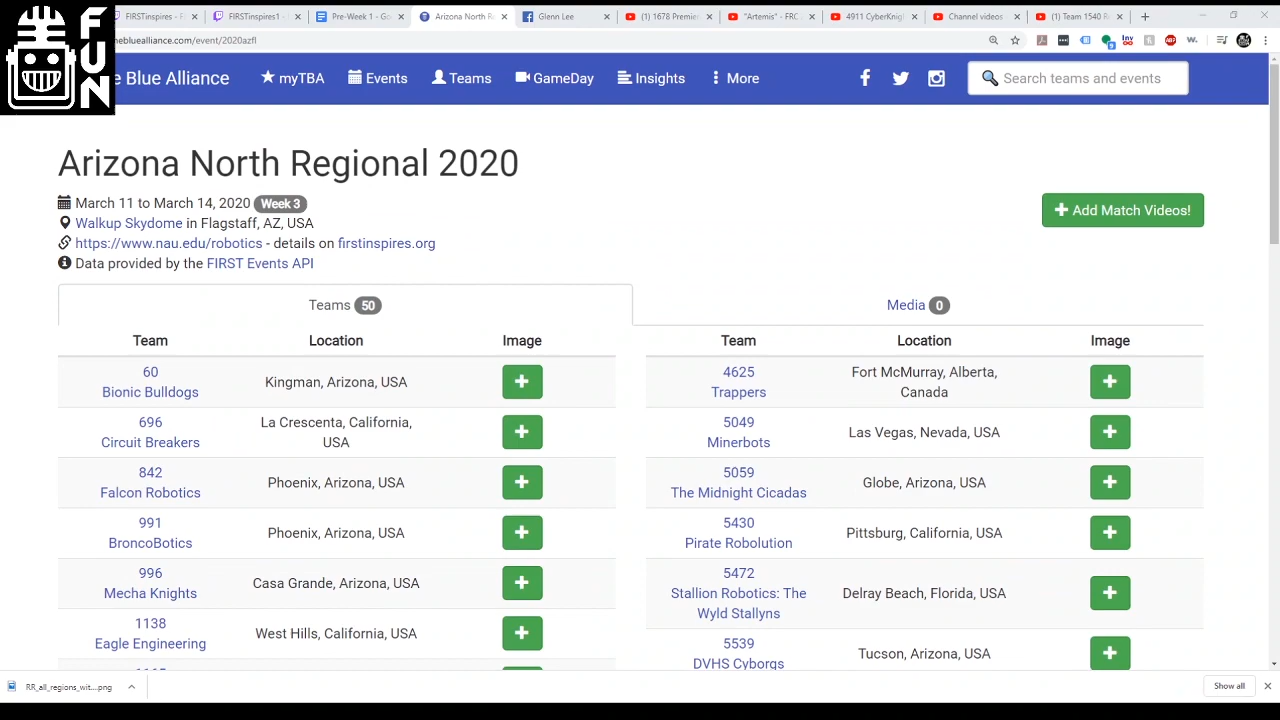 FIRSTinspires - F
FIRSTinspires1 -
Pre-Week 1 - Go
Arizona North R
Glenn Lee
(1) 1678 Premier
"Artemis" - FRC
4911 CyberKnig
Channel videos
(1) Team 1540 R
FUN
ebluealliance.com/event/2020azfl
e Blue Alliance
myTBA
Events
Teams
GameDay
Insights
More
Search teams and events
Arizona North Regional 2020
March 11 to March 14, 2020 Week 3
Add Match Videos!
Walkup Skydome in Flagstaff, AZ, USA
https://www.nau.edu/robotics - details on firstinspires.org
Data provided by the FIRST Events API
Teams 50
Media 0
Team Location Image
60
Bionic Bulldogs
Kingman, Arizona, USA
696
Circuit Breakers
La Crescenta, California,
USA
842
Falcon Robotics
Phoenix, Arizona, USA
991
BroncoBotics
Phoenix, Arizona, USA
996
Mecha Knights
Casa Grande, Arizona, USA
1138
Eagle Engineering
West Hills, California, USA
Team Location Image
4625
Trappers
Fort McMurray, Alberta,
Canada
5049
Minerbots
Las Vegas, Nevada, USA
5059
The Midnight Cicadas
Globe, Arizona, USA
5430
Pirate Robolution
Pittsburg, California, USA
5472
Stallion Robotics: The
Wyld Stallyns
Delray Beach, Florida, USA
5539
DVHS Cyborgs
Tucson, Arizona, USA
RR_all_regions_wit....png
Show all